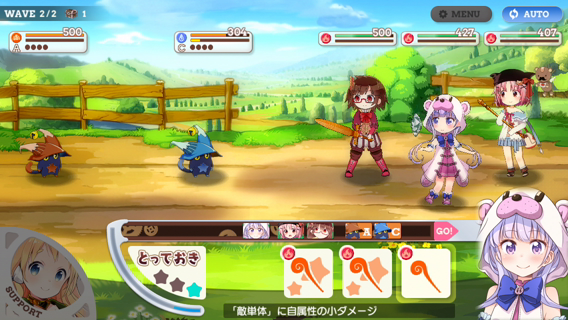 WAVE 2/2 1
MENU
AUTO
500
A
304
C
500
427
407
A
C
GO!
とっておき
SUPPORT
「敵単体」に自属性の小ダメージ